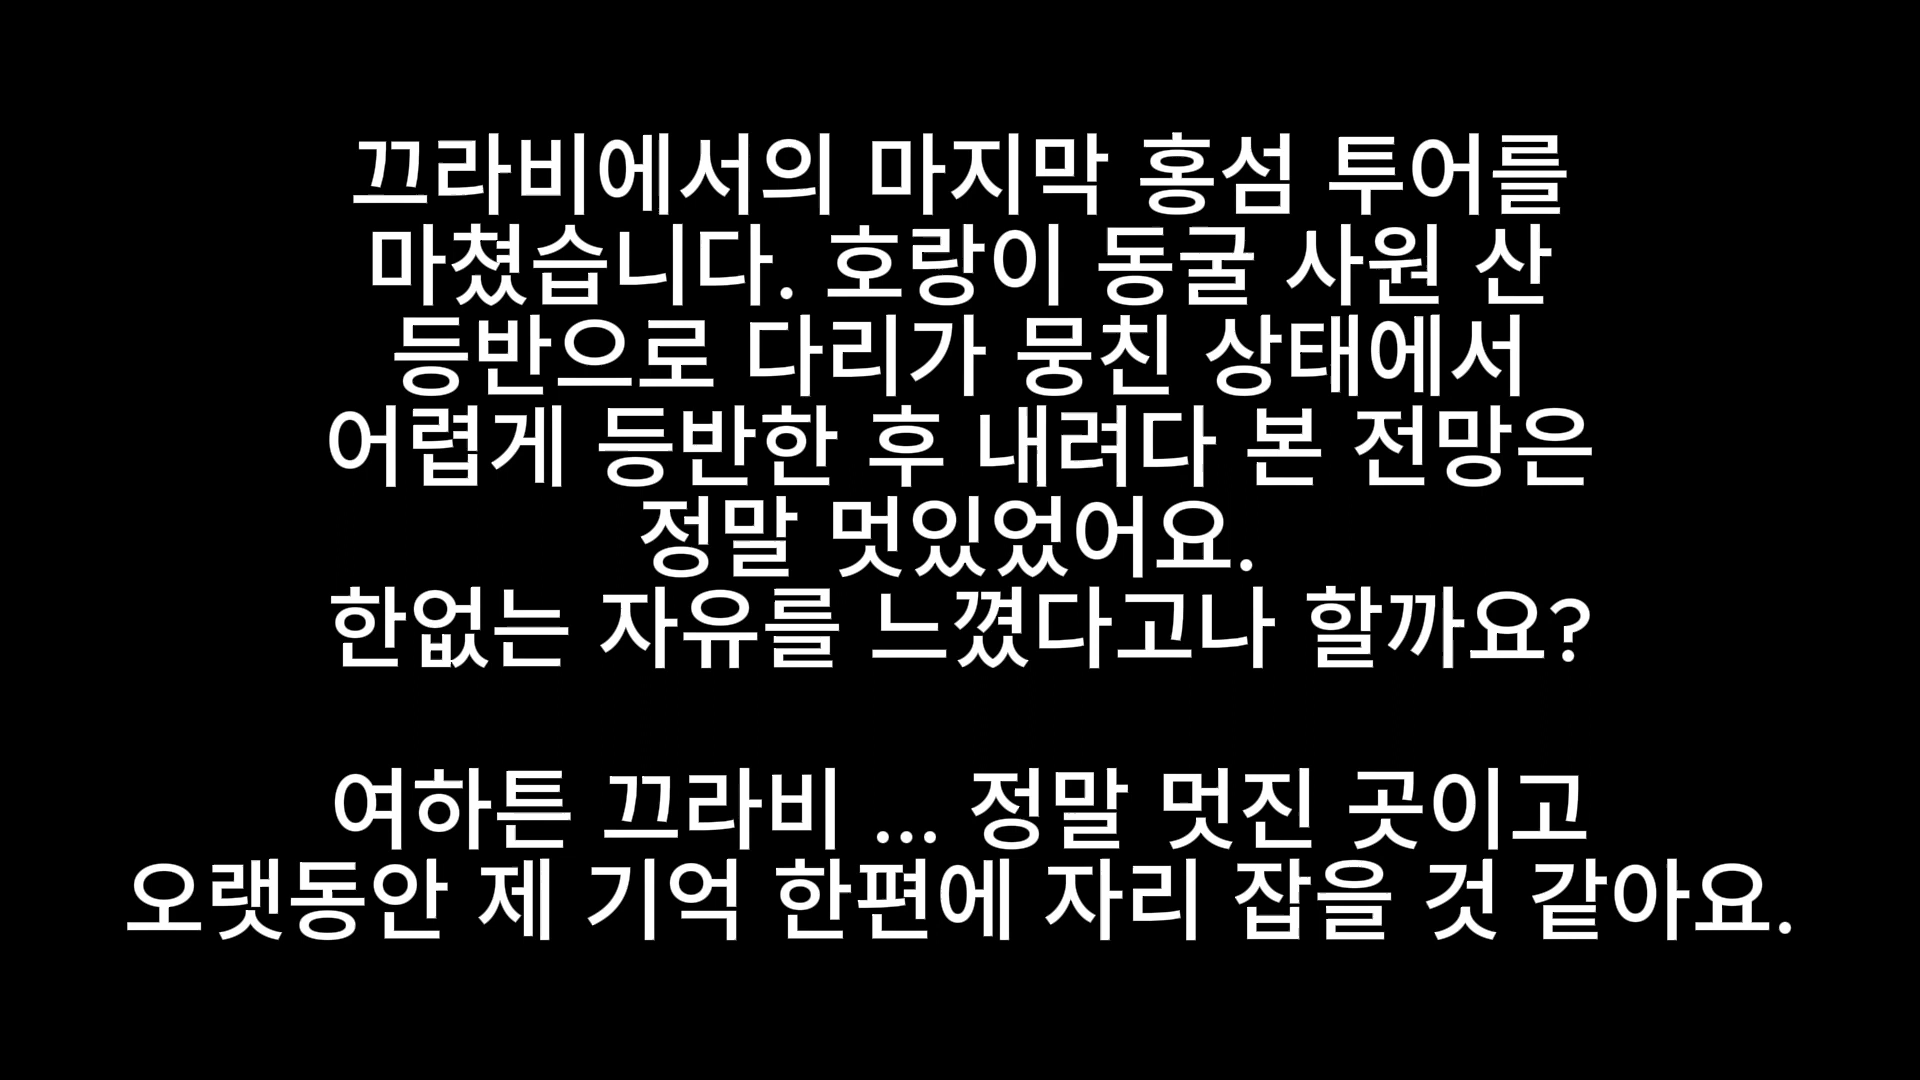 끄라비에서의 마지막 홍섬 투어를
마쳤습니다. 호랑이 동굴 사원 산
등반으로 다리가 뭉친 상태에서
어렵게 등반한 후 내려다 본 전망은
정말 멋있었어요.
한없는 자유를 느꼈다고나 할까요?
여하튼 끄라비 ... 정말 멋진 곳이고
오랫동안 제 기억 한편에 자리 잡을 것 같아요.